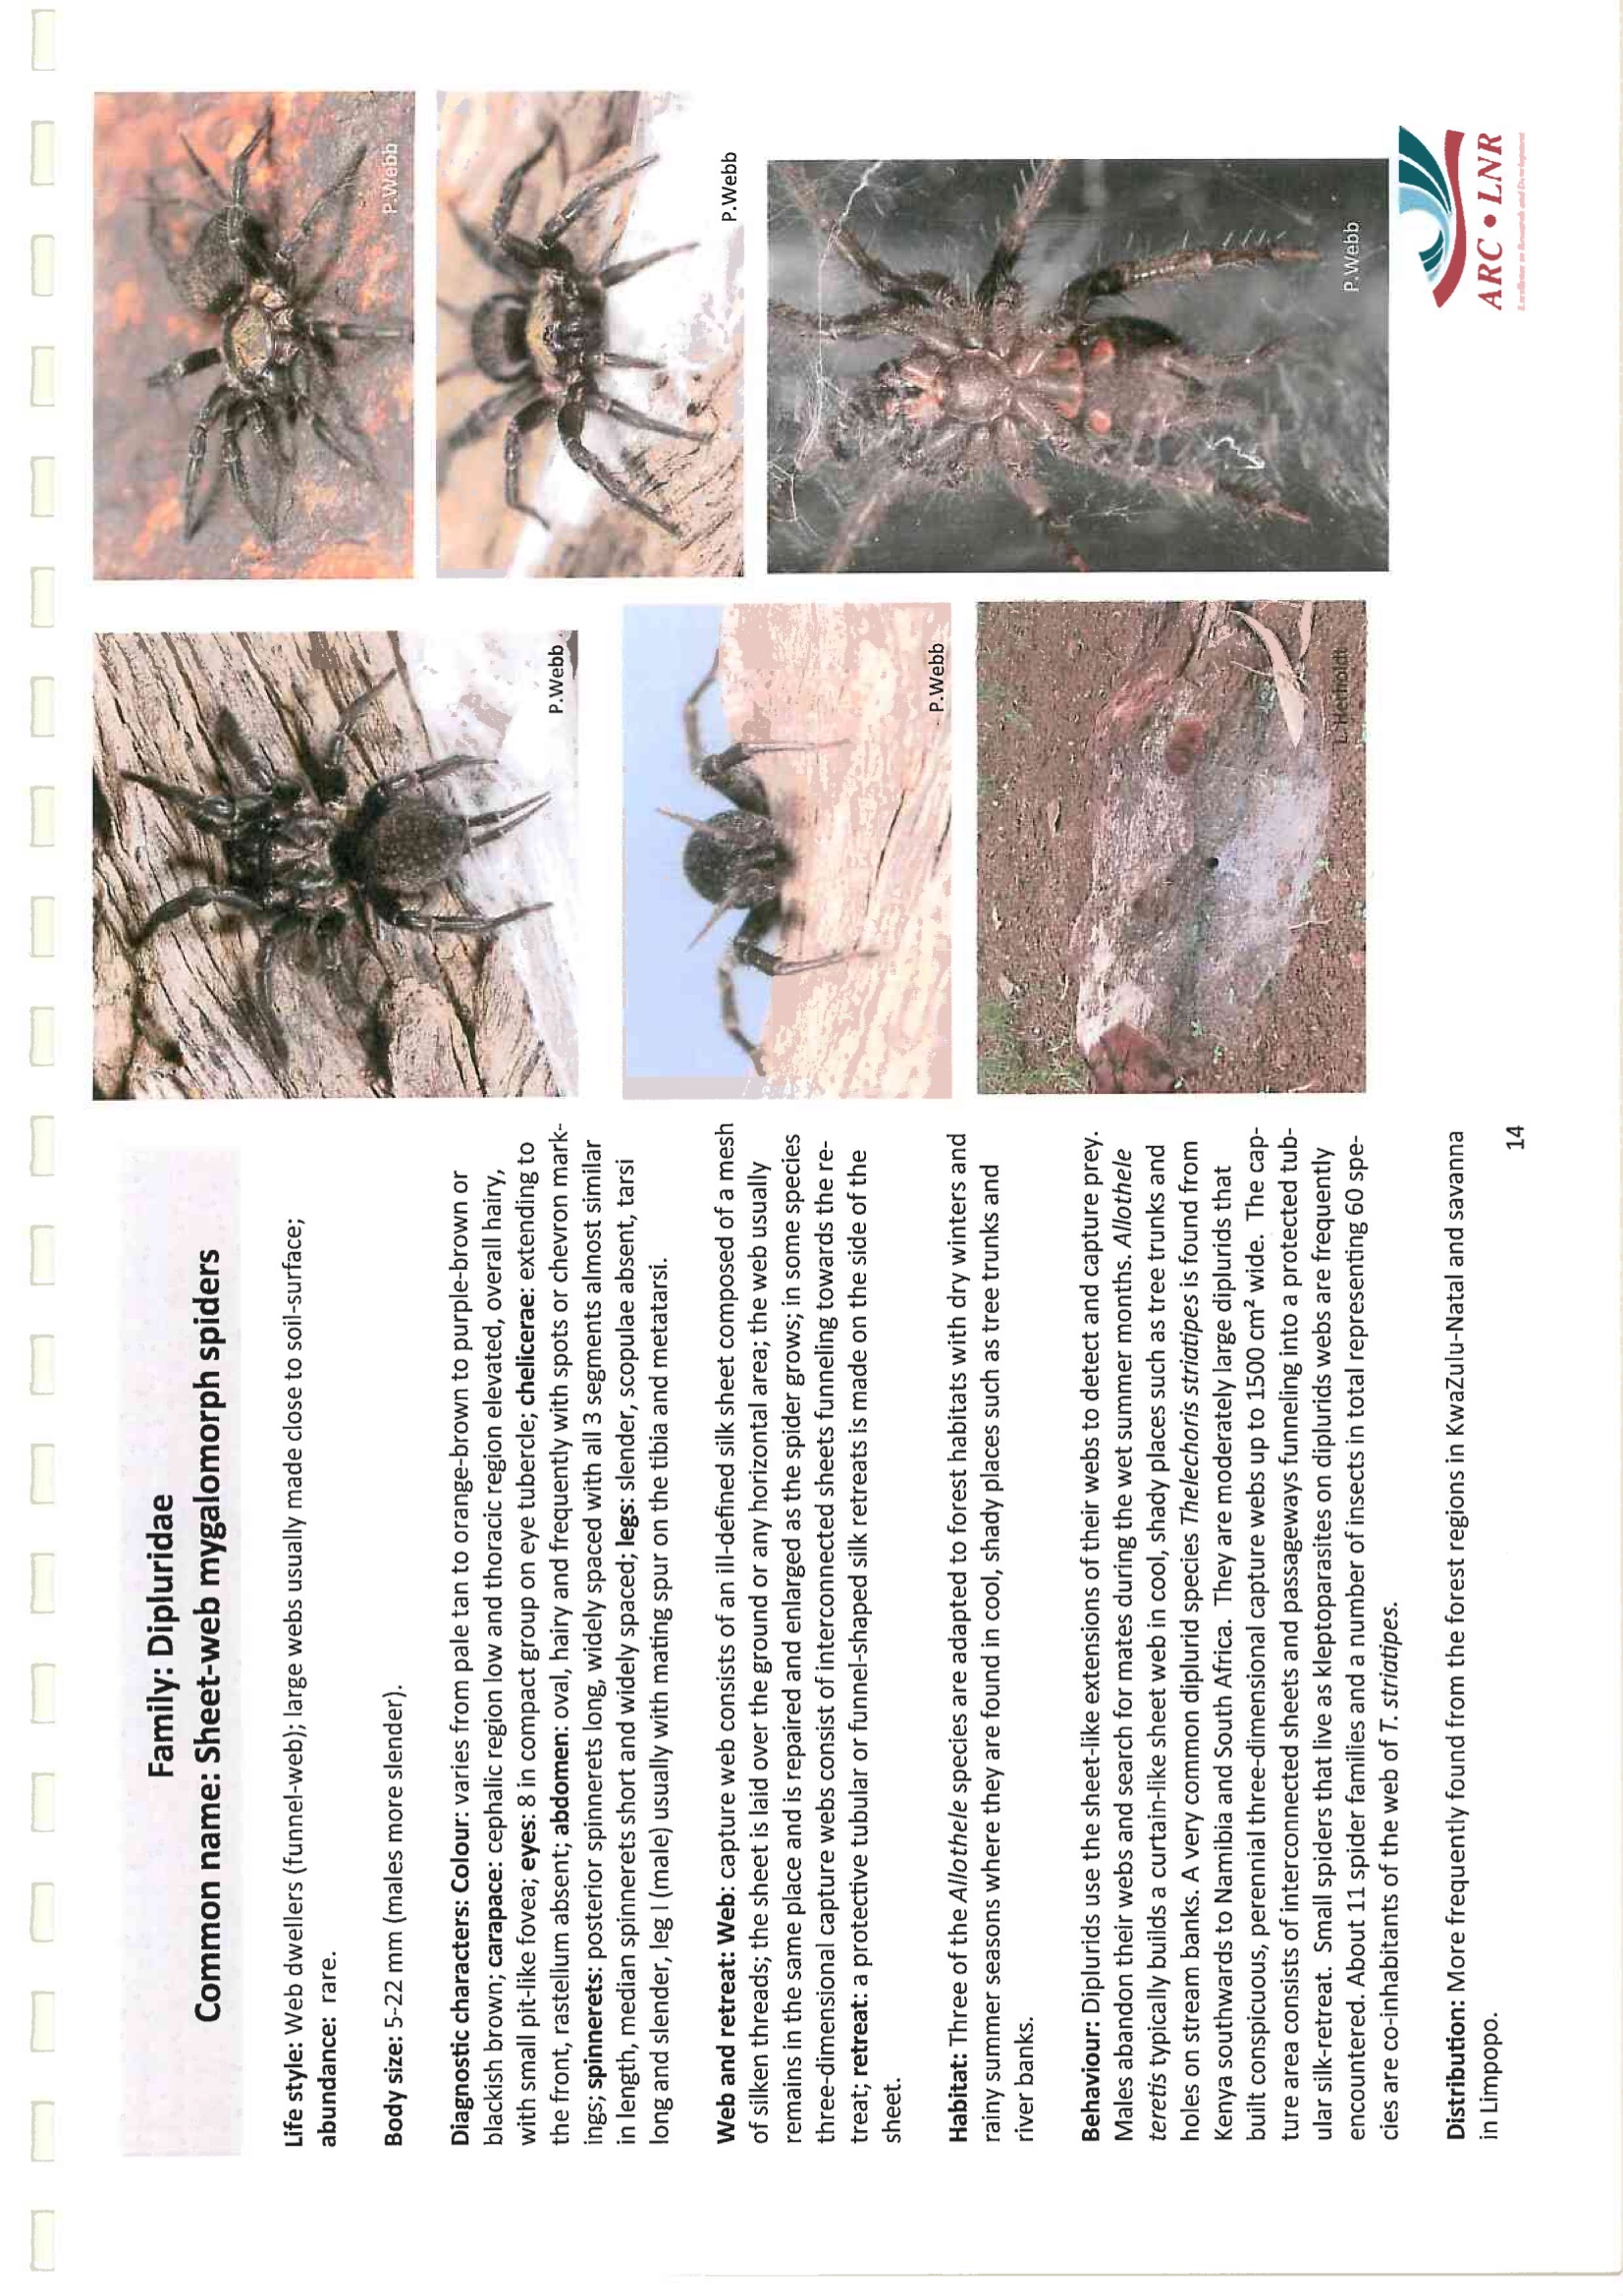 Family: Dipluridae
Common name: Sheet-web mygalomorph spiders
Life style: Web dwellers (funnel-web); large webs usually made close to soil-surface;
abundance: rare.
Body size: 5-22 mm (males more slender).
Diagnostic characters: Colour: varies from pale tan to orange-brown to purple-brown or
blackish brown; carapace: cephalic region low and thoracic region elevated, overall hairy,
with small pit-like fovea; eyes: 8 in compact group on eye tubercle; chelicerae: extending to
the front, rastellum absent; abdomen: oval, hairy and frequently with spots or chevron mark-
ings; spinnerets: posterior spinnerets long, widely spaced with all 3 segments almost similar
in length, median spinnerets short and widely spaced; legs: slender, scopulae absent, tarsi
long and slender, leg I (male) usually with mating spur on the tibia and metatarsi.
Web and retreat: Web: capture web consists of an ill-defined silk sheet composed of a mesh
of silken threads; the sheet is laid over the ground or any horizontal area; the web usually
remains in the same place and is repaired and enlarged as the spider grows; in some species
three-dimensional capture webs consist of interconnected sheets funneling towards the re-
treat; retreat: a protective tubular or funnel-shaped silk retreats is made on the side of the
sheet.
Habitat: Three of the Allothele species are adapted to forest habitats with dry winters and
rainy summer seasons where they are found in cool, shady places such as tree trunks and
river banks.
Behaviour: Diplurids use the sheet-like extensions of their webs to detect and capture prey.
Males abandon their webs and search for mates during the wet summer months. Allothele
teretis typically builds a curtain-like sheet web in cool, shady places such as tree trunks and
holes on stream banks. A very common diplurid species Thelechoris striatipes is found from
Kenya southwards to Namibia and South Africa. They are moderately large diplurids that
built conspicuous, perennial three-dimensional capture webs up to 1500 cm² wide. The cap-
ture area consists of interconnected sheets and passageways funneling into a protected tub-
ular silk-retreat. Small spiders that live as kleptoparasites on diplurids webs are frequently
encountered. About 11 spider families and a number of insects in total representing 60 spe-
cies are co-inhabitants of the web of T. striatipes.
Distribution: More frequently found from the forest regions in KwaZulu-Natal and savanna
in Limpopo.
14
P.Webb
P.Webb
L.Herholdt
P.Webb
P.Webb
P.Webb
ARC • LNR
Excellence in Research and Development